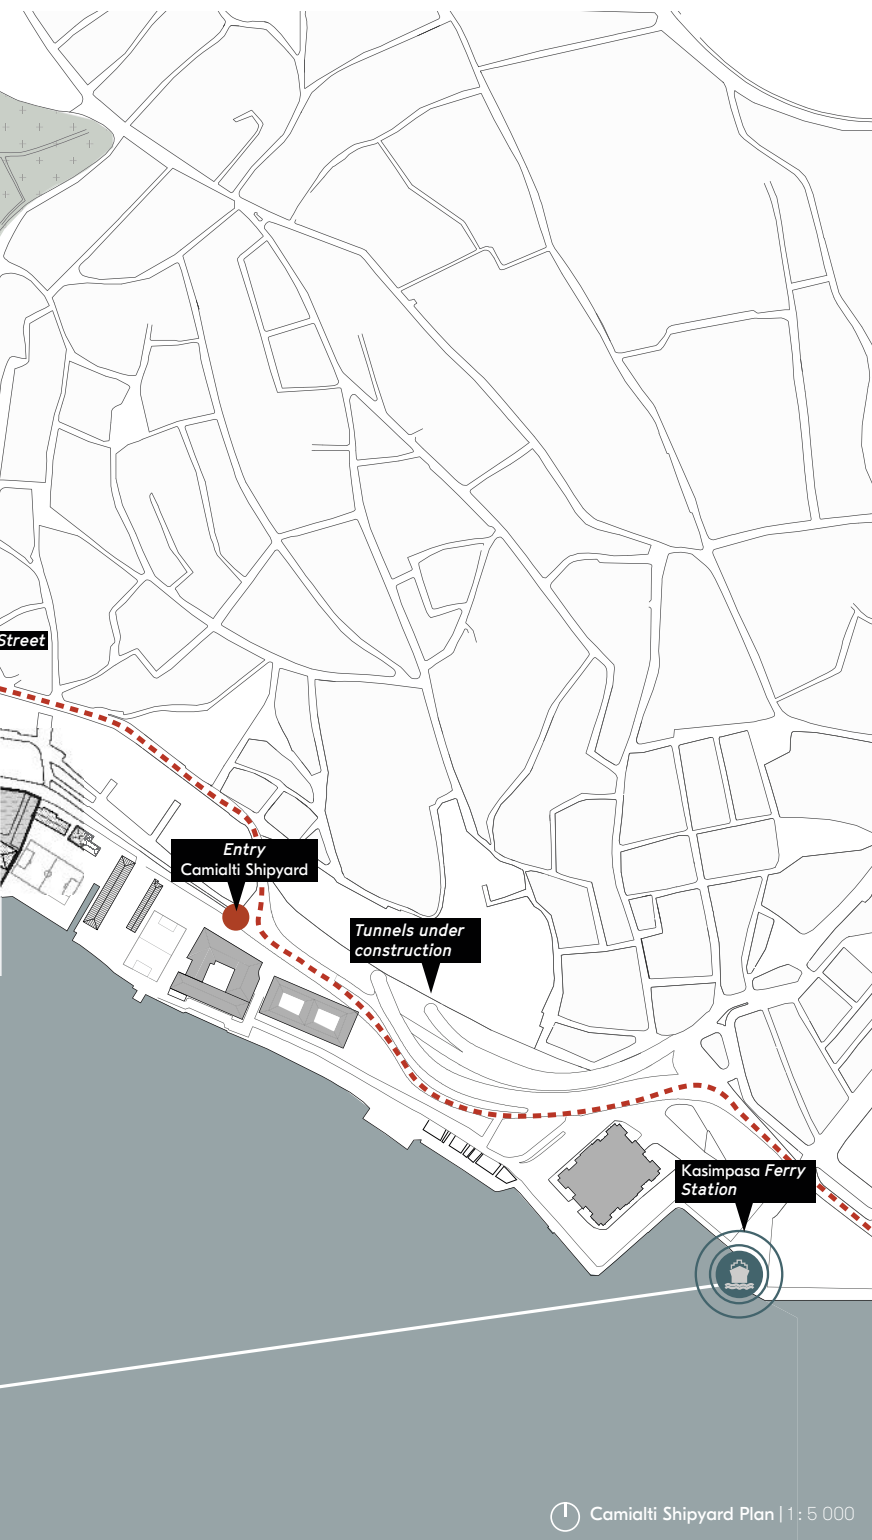 Street
Entry
Camialti Shipyard
Tunnels under
construction
Kasimpasa Ferry
Station
Camialti Shipyard Plan | 1 : 5 000